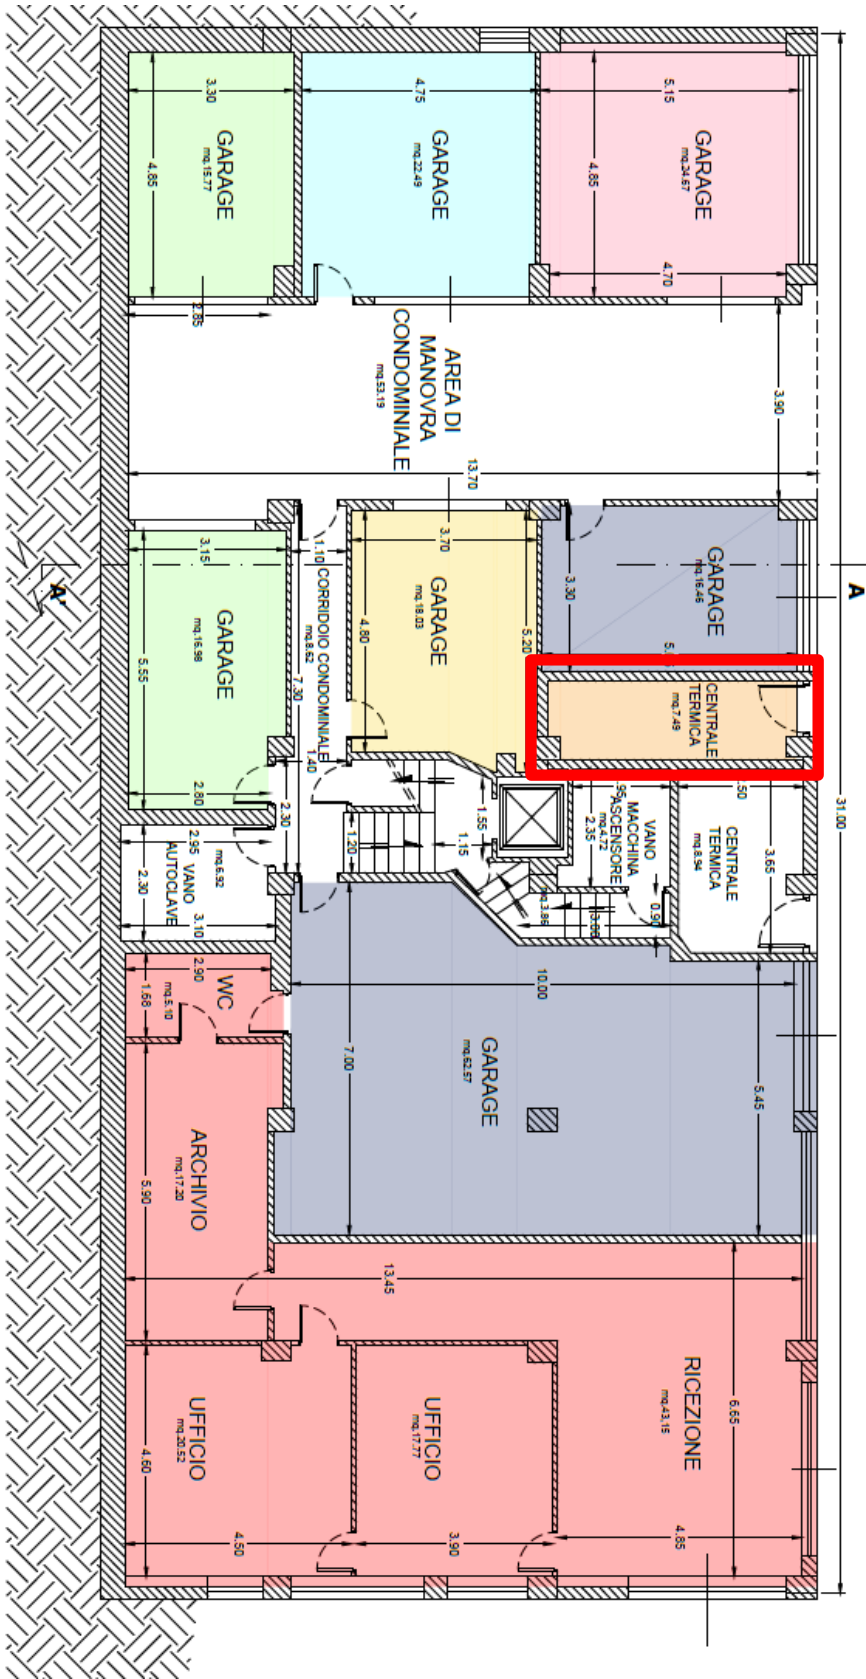 3.30
GARAGE
mq.15.77
4.85
2.85
4.75
GARAGE
mq.22.49
5.15
GARAGE
mq.24.67
4.85
4.70
AREA DI
MANOVRA
CONDOMINIALE
mq.53.19
3.90
13.70
3.15
GARAGE
mq.16.98
5.55
2.80
1.10
CORRIDOIO CONDOMINIALE
mq.8.62
7.30
1.40
2.30
3.70
GARAGE
mq.18.03
4.80
5.20
GARAGE
mq.16.46
3.30
A'
A
CENTRALE
TERMICA
mq.7.49
31.00
CENTRALE
TERMICA
mq.8.94
3.65
.50
VANO
MACCHINA
ASCENSORE
mq.4.72
2.35
.95
0.90
1.55
1.15
1.20
mq.3.86
2.95
VANO
AUTOCLAVE
mq.6.92
2.30
3.10
2.90
WC
mq.5.10
1.68
10.00
GARAGE
mq.62.57
7.00
5.45
ARCHIVIO
mq.17.20
5.90
13.45
RICEZIONE
mq.43,15
6.65
4.85
UFFICIO
mq.20.52
4.60
4.50
UFFICIO
mq.17.77
3.90